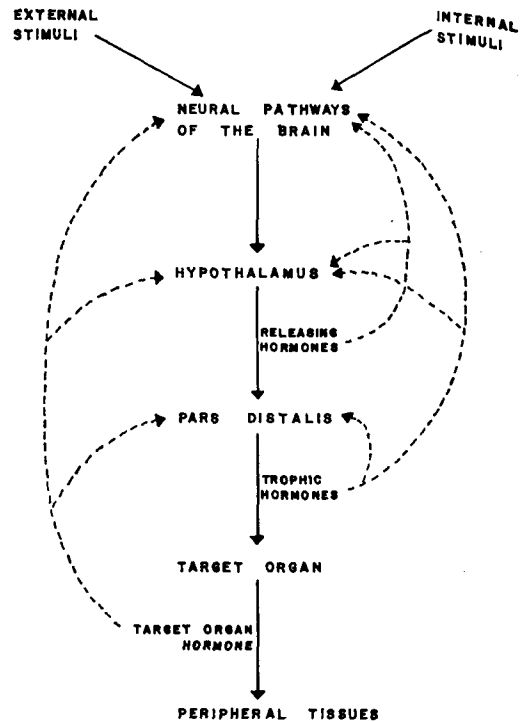 EXTERNAL
STIMULI
INTERNAL
STIMULI
NEURAL PATHWAYS
OF THE BRAIN
HYPOTHALAMUS
RELEASING
HORMONES
PARS DISTALIS
TROPHIC
HORMONES
TARGET ORGAN
TARGET ORGAN
HORMONE
PERIPHERAL TISSUES